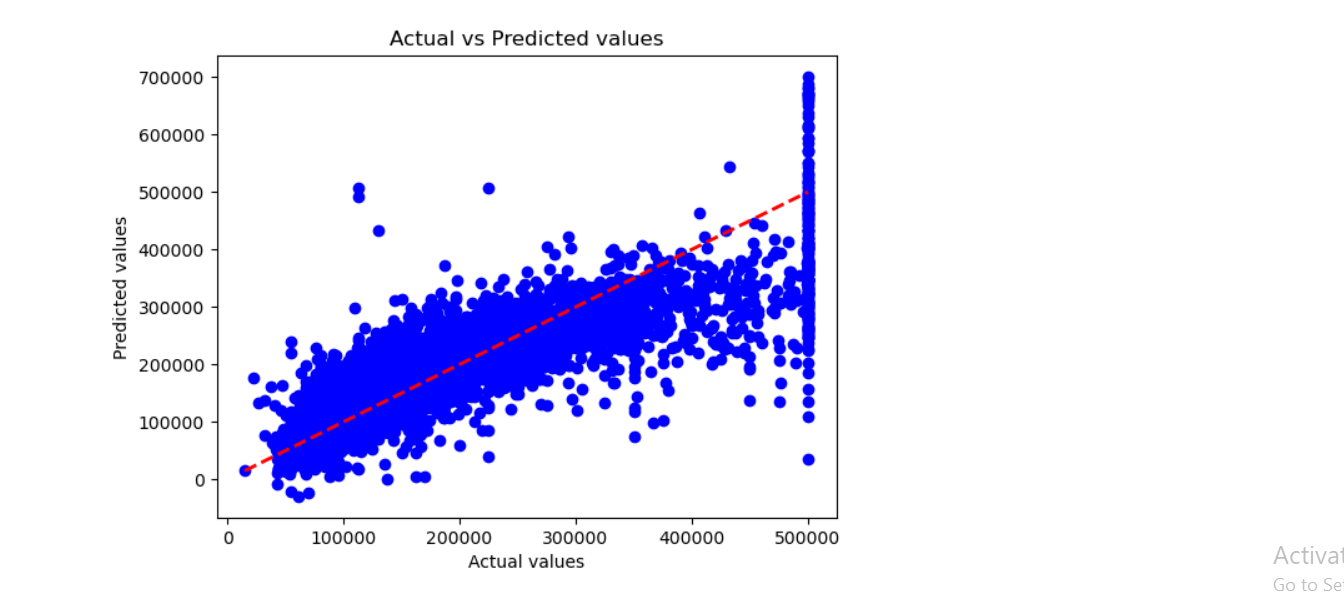 Actual vs Predicted values
700000
600000
500000
400000
300000
200000
100000
0
Predicted values
0 100000 200000 300000 400000 500000
Actual values
Activat
Go to Se